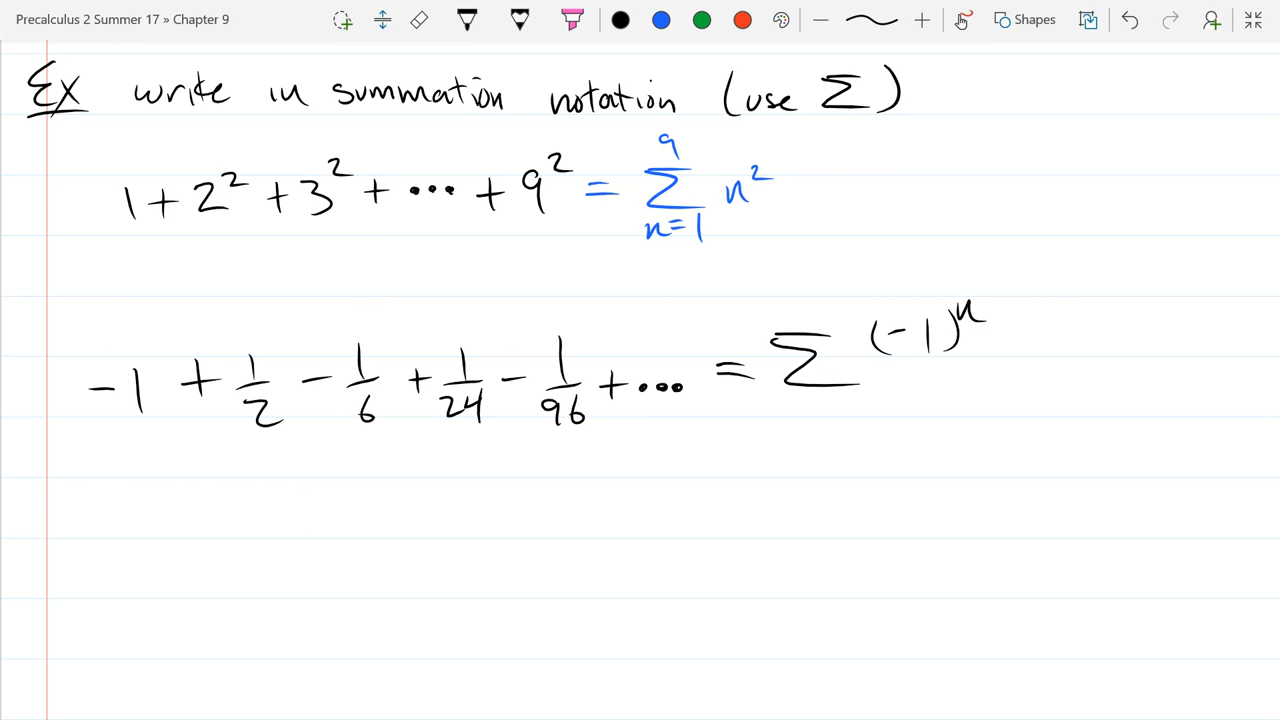 Precalculus 2 Summer 17 » Chapter 9
Shapes
Ex write in summation notation (use Σ)
1 + 2² + 3² + ••• + 9² = ∑_{n=1}^{9} n²
-1 + 1/2 - 1/6 + 1/24 - 1/96 + ••• = ∑ (-1)ⁿ